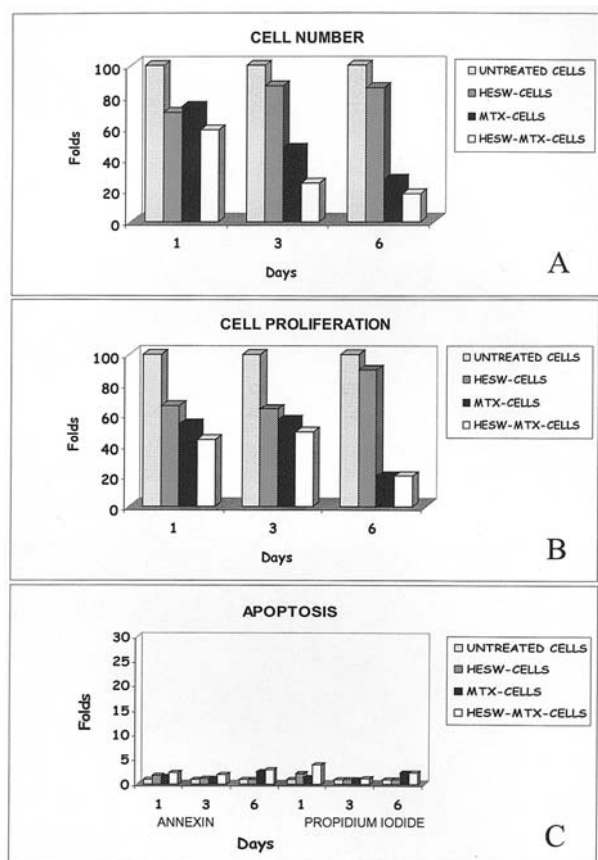 CELL NUMBER
100
80
60
40
20
0
Folds
1 3 6
Days
UNTREATED CELLS
HESW-CELLS
MTX-CELLS
HESW-MTX-CELLS
A
CELL PROLIFERATION
100
80
60
40
20
0
Folds
1 3 6
Days
UNTREATED CELLS
HESW-CELLS
MTX-CELLS
HESW-MTX-CELLS
B
APOPTOSIS
30
25
20
15
10
5
0
Folds
1 3 6 1 3 6
ANNEXIN PROPIDIUM IODIDE
Days
UNTREATED CELLS
HESW-CELLS
MTX-CELLS
HESW-MTX-CELLS
C